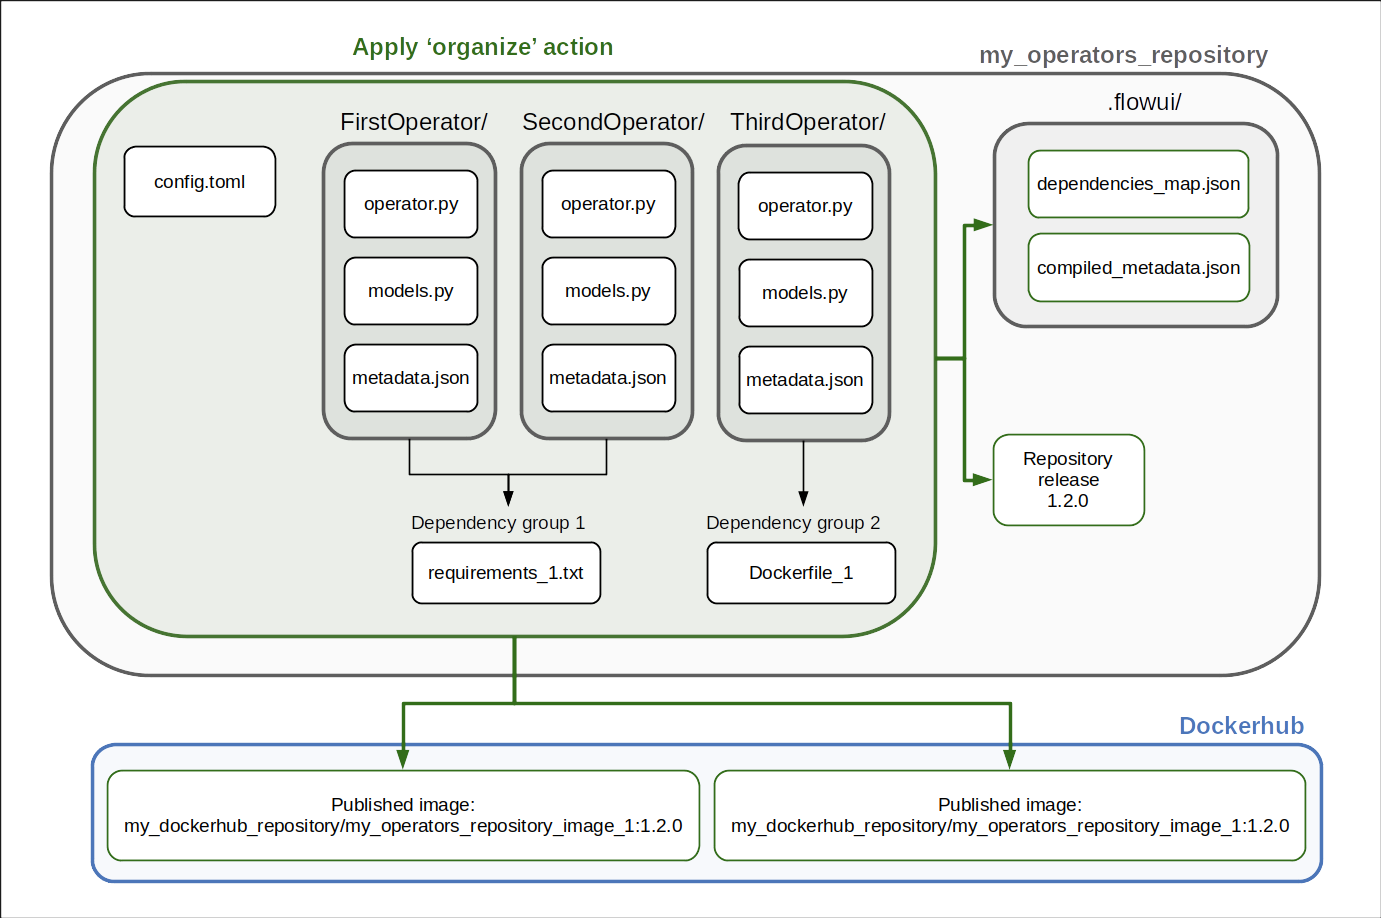 Apply ‘organize’ action
my_operators_repository
.flowui/
FirstOperator/
SecondOperator/
ThirdOperator/
config.toml
operator.py
operator.py
operator.py
dependencies_map.json
models.py
models.py
models.py
compiled_metadata.json
metadata.json
metadata.json
metadata.json
Repository
release
1.2.0
Dependency group 1
Dependency group 2
requirements_1.txt
Dockerfile_1
Dockerhub
Published image:
my_dockerhub_repository/my_operators_repository_image_1:1.2.0
Published image:
my_dockerhub_repository/my_operators_repository_image_1:1.2.0